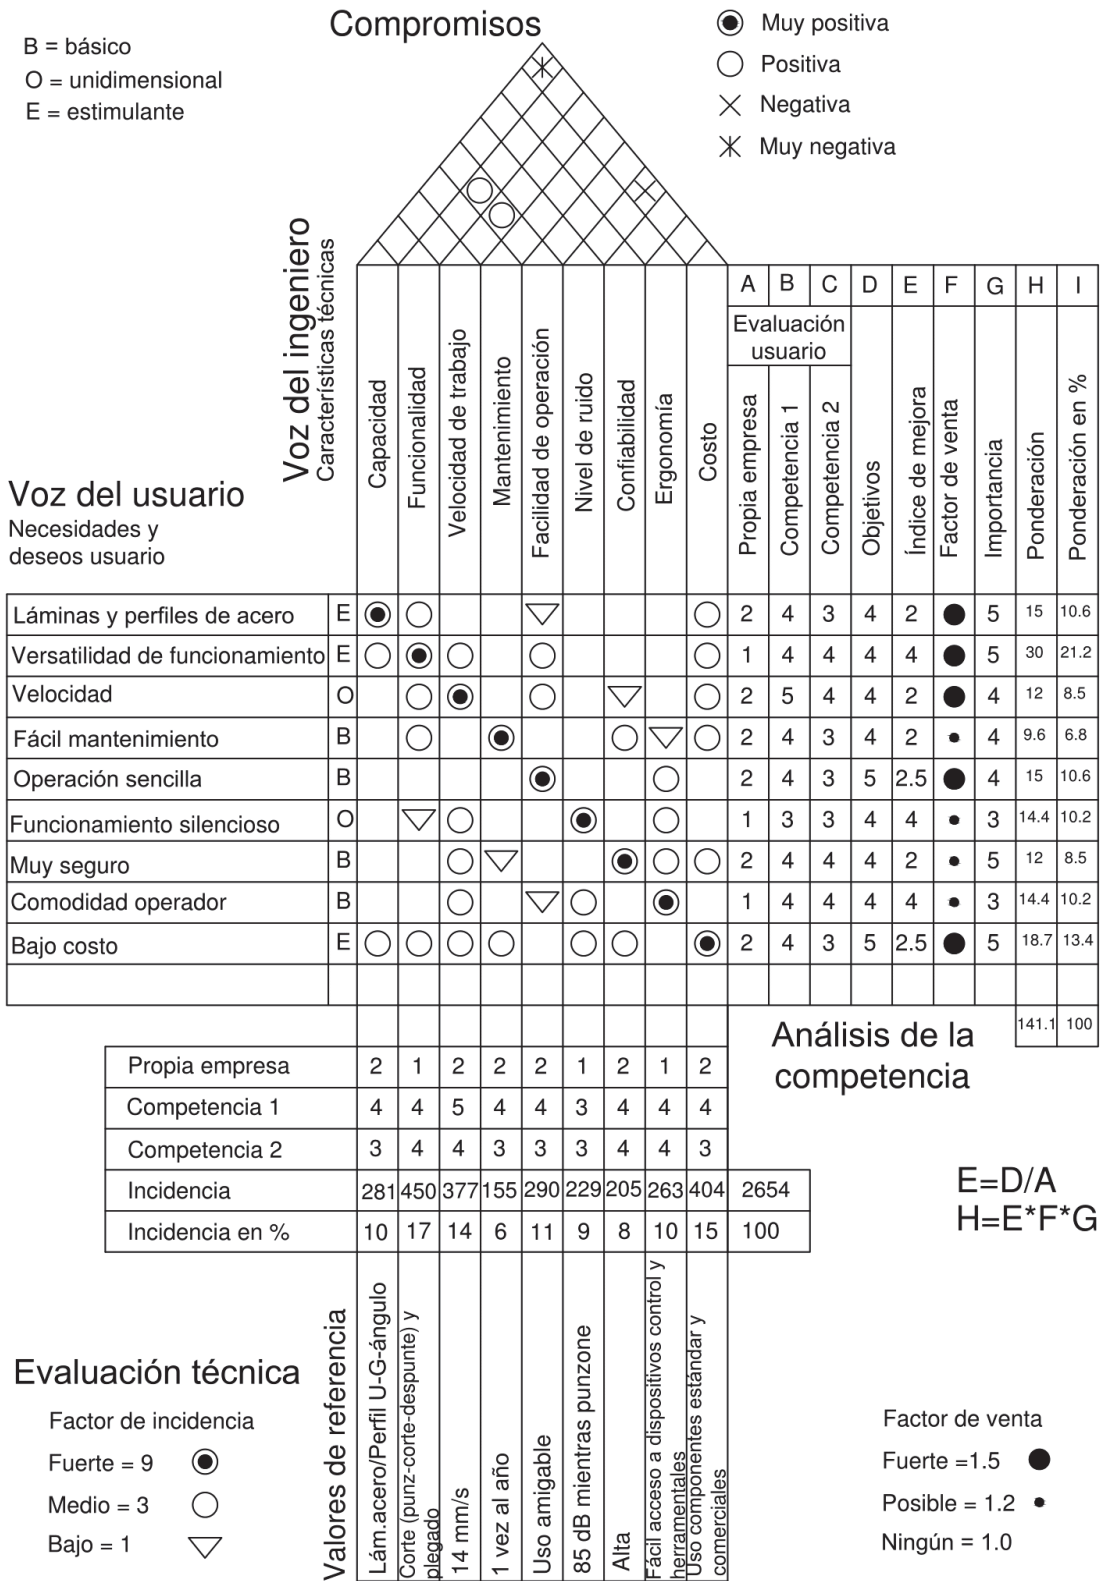 Compromisos
B = básico
O = unidimensional
E = estimulante
Muy positiva
Positiva
Negativa
Muy negativa
Voz del ingeniero
Características técnicas
Voz del usuario
Necesidades y
deseos usuario
Capacidad
Funcionalidad
Velocidad de trabajo
Mantenimiento
Facilidad de operación
Nivel de ruido
Confiabilidad
Ergonomía
Costo
A B C D E F G H I
Evaluación
usuario
Propia empresa
Competencia 1
Competencia 2
Objetivos
Índice de mejora
Factor de venta
Importancia
Ponderación
Ponderación en %
Láminas y perfiles de acero E 2 4 3 4 2 5 15 10.6
Versatilidad de funcionamiento E 1 4 4 4 4 5 30 21.2
Velocidad O 2 5 4 4 2 4 12 8.5
Fácil mantenimiento B 2 4 3 4 2 4 9.6 6.8
Operación sencilla B 2 4 3 5 2.5 4 15 10.6
Funcionamiento silencioso O 1 3 3 4 4 3 14.4 10.2
Muy seguro B 2 4 4 4 2 5 12 8.5
Comodidad operador B 1 4 4 4 4 3 14.4 10.2
Bajo costo E 2 4 3 5 2.5 5 18.7 13.4
141.1 100
Análisis de la
competencia
Propia empresa 2 1 2 2 2 1 2 1 2
Competencia 1 4 4 5 4 4 3 4 4 4
Competencia 2 3 4 4 3 3 3 4 4 3
Incidencia 281 450 377 155 290 229 205 263 404 2654
Incidencia en % 10 17 14 6 11 9 8 10 15 100
E=D/A
H=E*F*G
Valores de referencia
Lám.acero/Perfil U-G-ángulo
Corte (punz-corte-despunte) y
plegado
14 mm/s
1 vez al año
Uso amigable
85 dB mientras punzone
Alta
Fácil acceso a dispositivos control y
herramentales
Uso componentes estándar y
comerciales
Evaluación técnica
Factor de incidencia
Fuerte = 9
Medio = 3
Bajo = 1
Factor de venta
Fuerte =1.5
Posible = 1.2
Ningún = 1.0